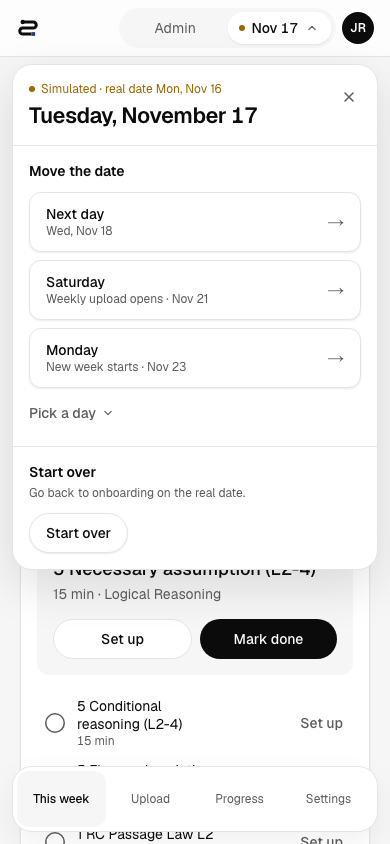 Admin
Nov 17
JR
Simulated · real date Mon, Nov 16
Tuesday, November 17
Move the date
Next day
Wed, Nov 18
Saturday
Weekly upload opens · Nov 21
Monday
New week starts · Nov 23
Pick a day
Start over
Go back to onboarding on the real date.
Start over
5 Necessary assumption (L2-4)
15 min · Logical Reasoning
Set up
Mark done
5 Conditional
reasoning (L2-4)
15 min
Set up
This week
Upload
Progress
Settings
1 RC Passage Law L2
Set up